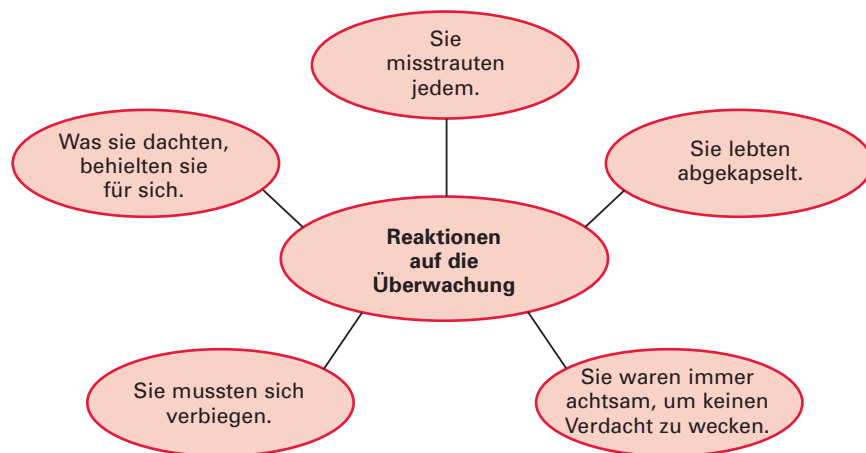 Sie
misstrauten
jedem.
Was sie dachten,
behielten sie
für sich.
Sie lebten
abgekapselt.
Reaktionen
auf die
Überwachung
Sie mussten sich
verbiegen.
Sie waren immer
achtsam, um keinen
Verdacht zu wecken.